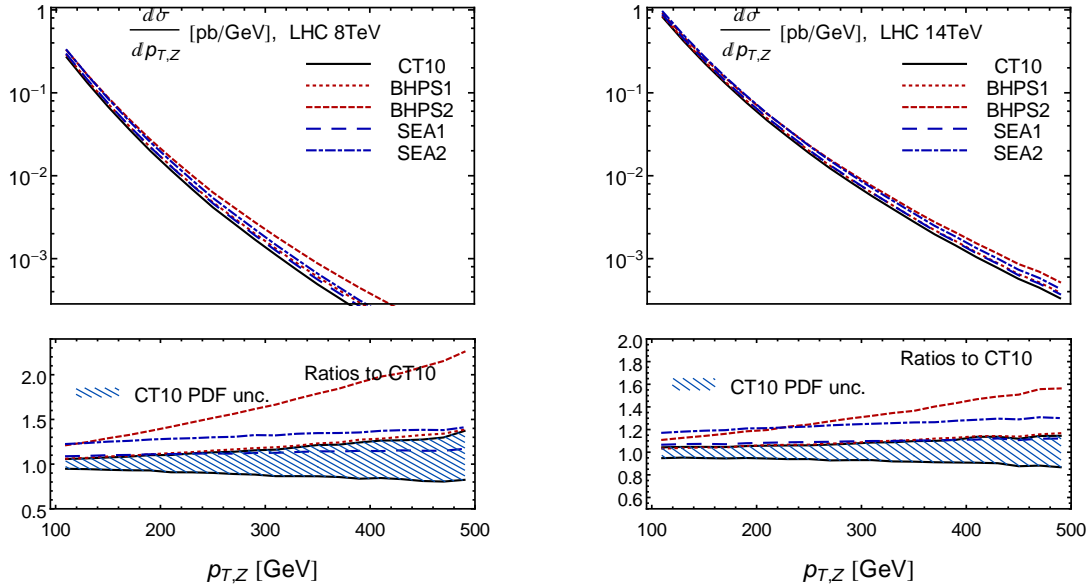 dσ
dp_{T,Z} [pb/GeV], LHC 8TeV
CT10
BHPS1
BHPS2
SEA1
SEA2
1
10^{-1}
10^{-2}
10^{-3}
Ratios to CT10
CT10 PDF unc.
2.0
1.5
1.0
0.5
100 200 300 400 500
p_{T,Z} [GeV]
dσ
dp_{T,Z} [pb/GeV], LHC 14TeV
CT10
BHPS1
BHPS2
SEA1
SEA2
1
10^{-1}
10^{-2}
10^{-3}
Ratios to CT10
CT10 PDF unc.
2.0
1.8
1.6
1.4
1.2
1.0
0.8
0.6
100 200 300 400 500
p_{T,Z} [GeV]